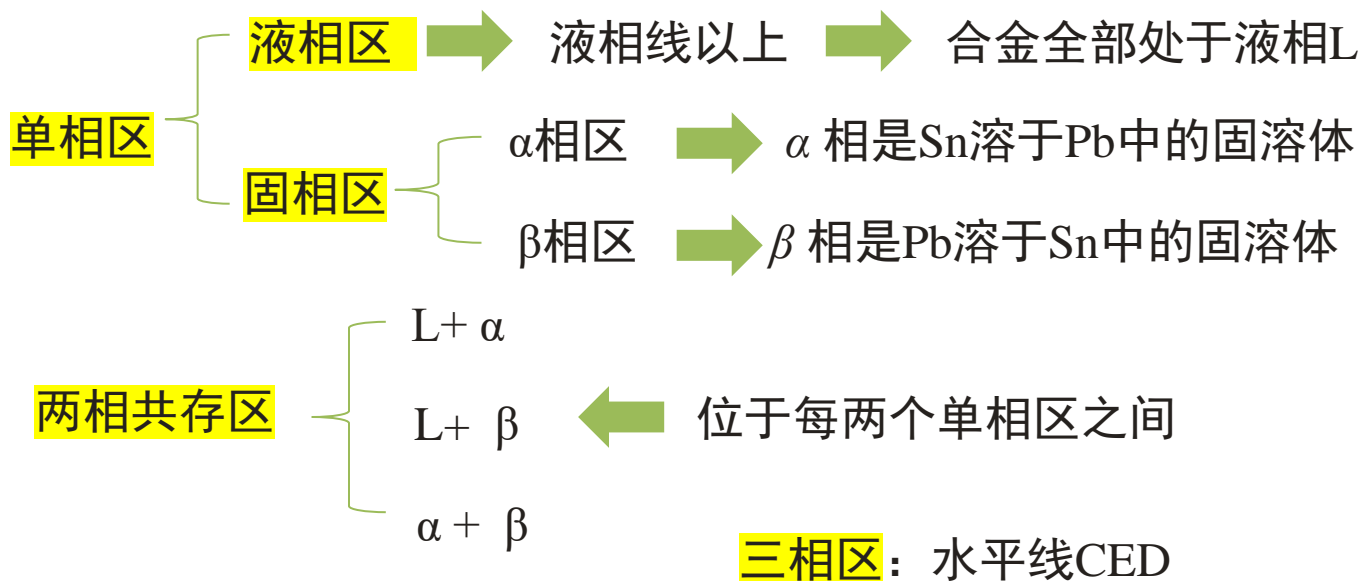 液相区 液相线以上 合金全部处于液相L
单相区
α相区 α 相是Sn溶于Pb中的固溶体
固相区
β相区 β 相是Pb溶于Sn中的固溶体
L+ α
两相共存区 L+ β 位于每两个单相区之间
α + β
三相区：水平线CED